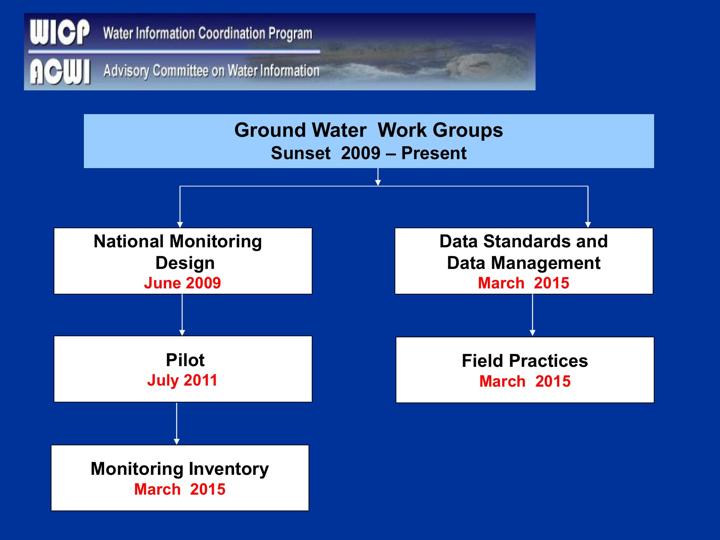 WICP Water Information Coordination Program
ACWI Advisory Committee on Water Information
Ground Water Work Groups
Sunset 2009 – Present
National Monitoring
Design
June 2009
Data Standards and
Data Management
March 2015
Pilot
July 2011
Field Practices
March 2015
Monitoring Inventory
March 2015